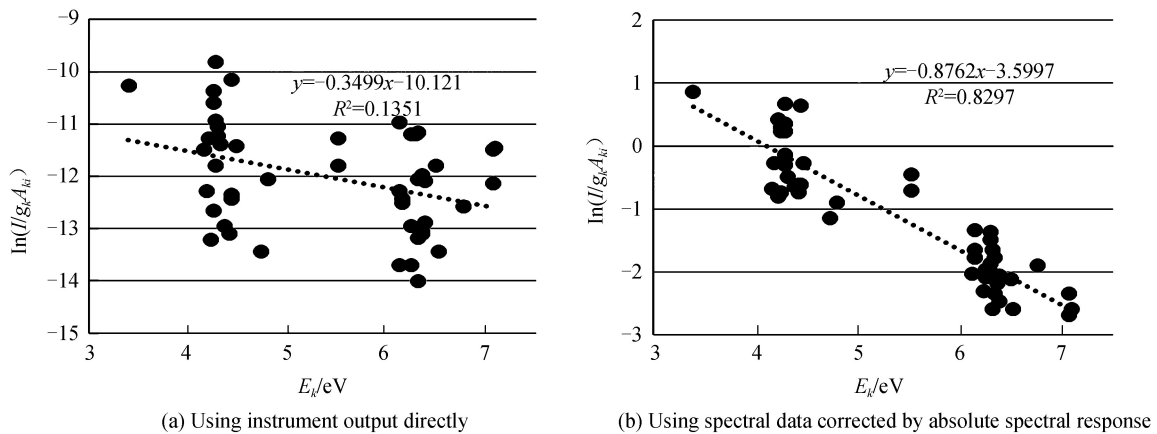 −9
−10
−11
−12
−13
−14
−15
ln(I/gkAki)
y=−0.3499x−10.121
R²=0.1351
3
4
5
6
7
Ek/eV
(a) Using instrument output directly
2
1
0
−1
−2
−3
ln(I/gkAki)
y=−0.8762x−3.5997
R²=0.8297
3
4
5
6
7
Ek/eV
(b) Using spectral data corrected by absolute spectral response